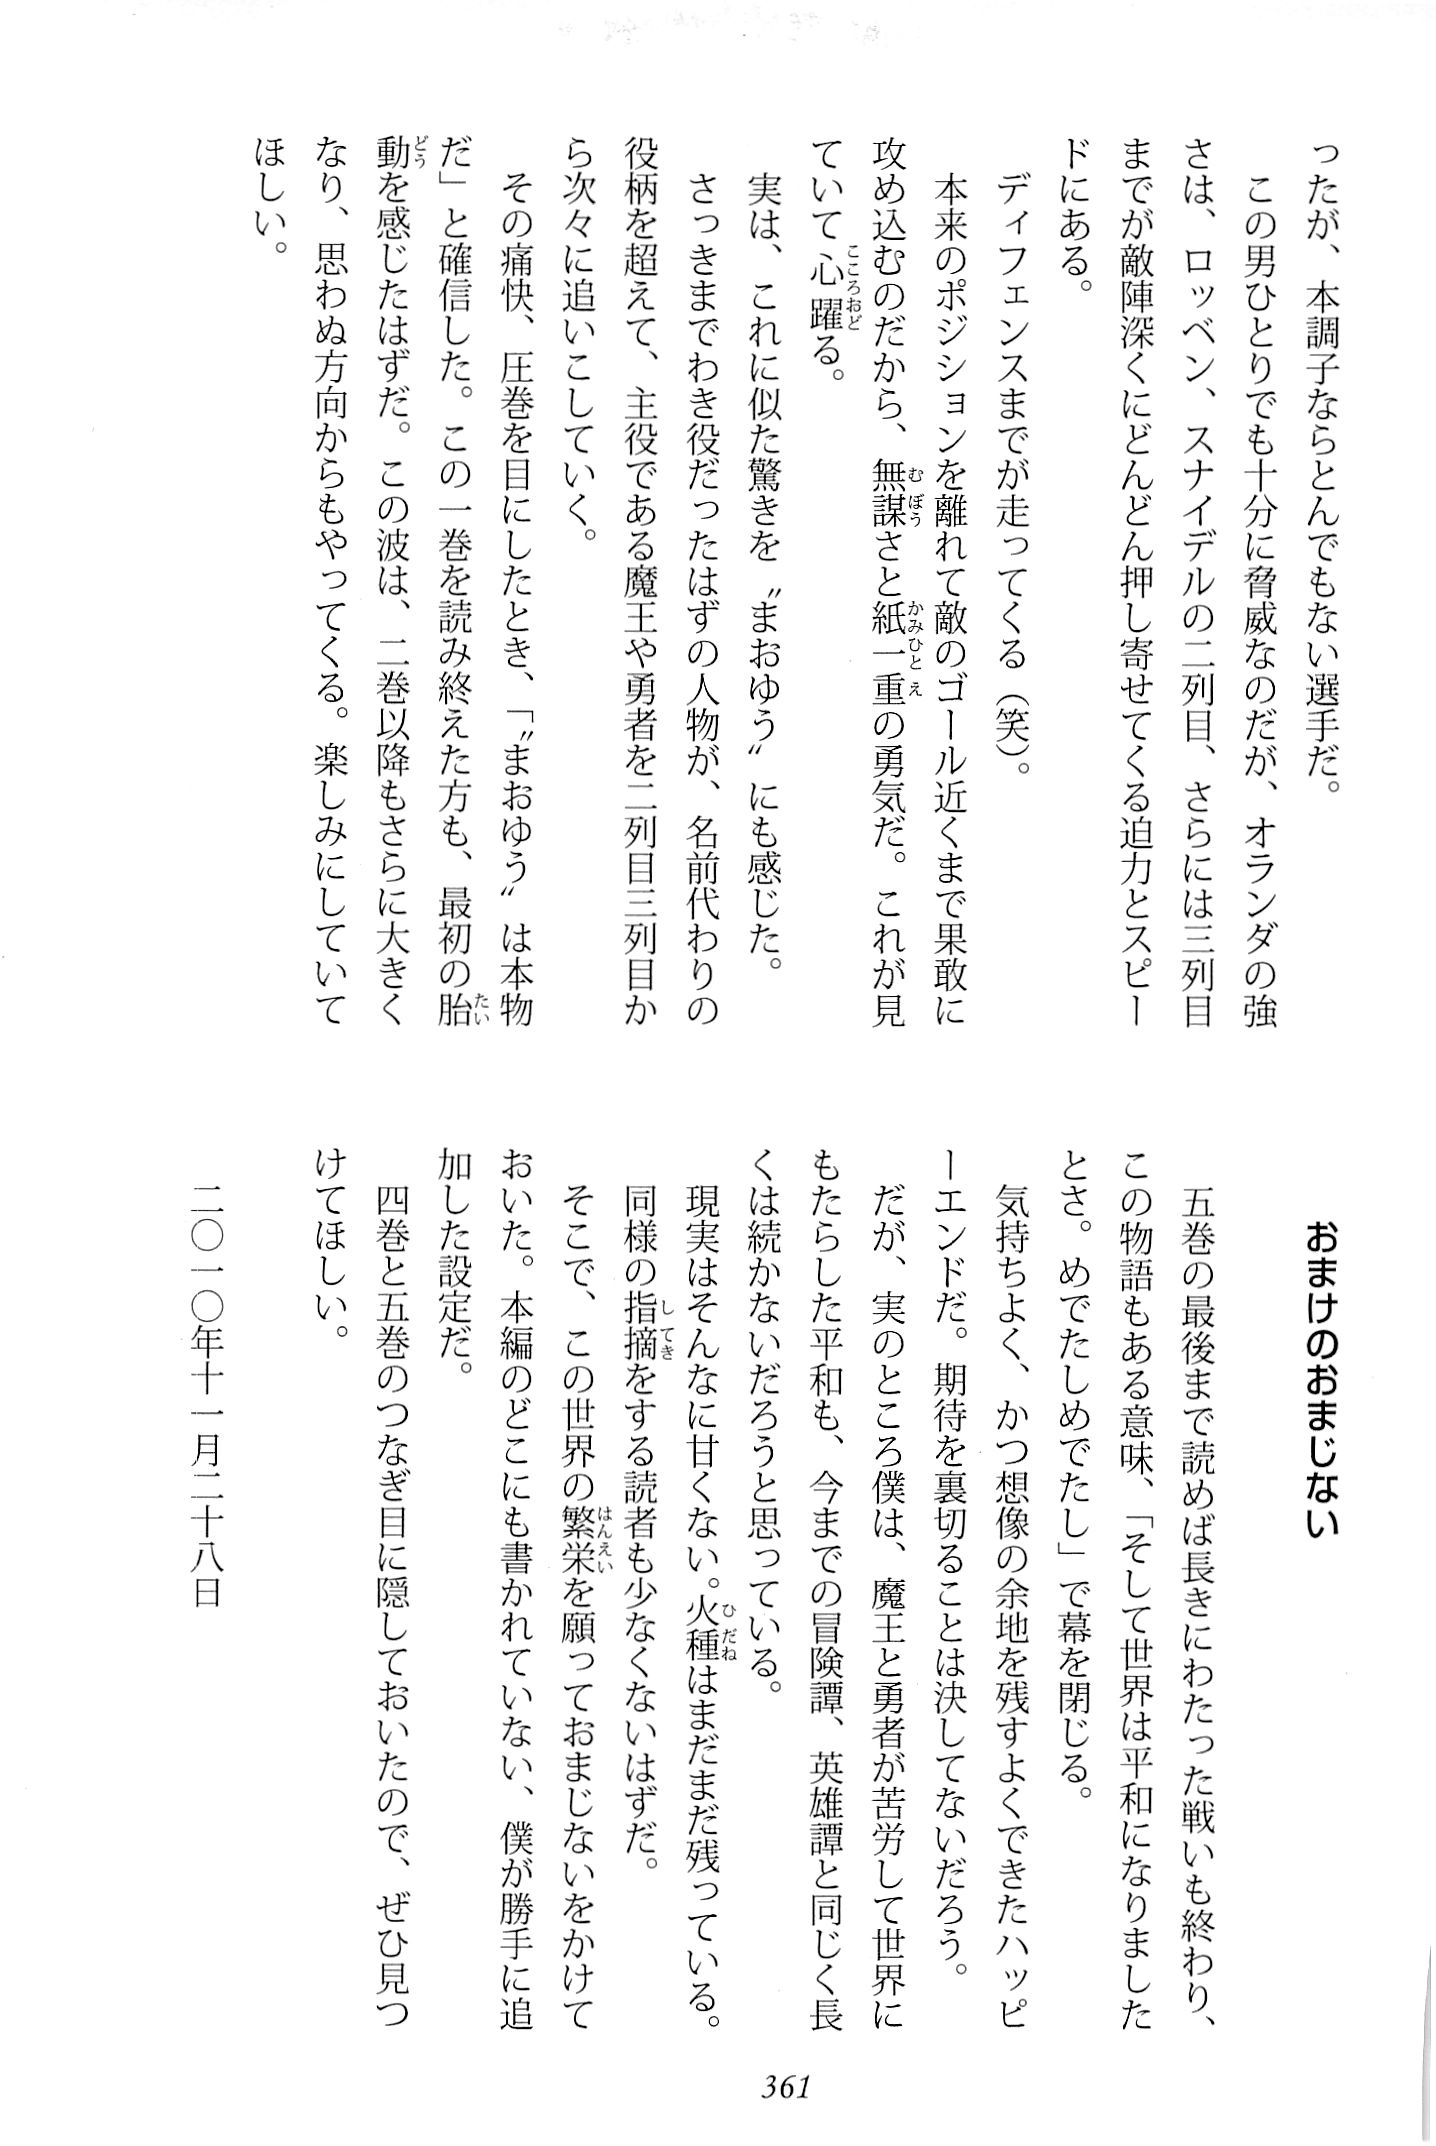 ったが、本調子ならとんでもない選手だ。
この男ひとりでも十分に脅威なのだが、オランダの強
さは、ロッベン、スナイデルの二列目、さらには三列目
までが敵陣深くにどんどん押し寄せてくる迫力とスピー
ドにある。
ディフェンスまでが走ってくる（笑）。
本来のポジションを離れて敵のゴール近くまで果敢に
攻め込むのだから、無謀さと紙一重の勇気だ。これが見
ていて心躍る。
実は、これに似た驚きを〝まおゆう〟にも感じた。
さっきまでわき役だったはずの人物が、名前代わりの
役柄を超えて、主役である魔王や勇者を二列目三列目か
ら次々に追いこしていく。
その痛快、圧巻を目にしたとき、「〝まおゆう〟は本物
だ」と確信した。この一巻を読み終えた方も、最初の胎
動を感じたはずだ。この波は、二巻以降もさらに大きく
なり、思わぬ方向からもやってくる。楽しみにしていて
ほしい。
おまけのおまじない
五巻の最後まで読めば長きにわたった戦いも終わり、
この物語もある意味、「そして世界は平和になりました
とさ。めでたしめでたし」で幕を閉じる。
気持ちよく、かつ想像の余地を残すよくできたハッピ
ーエンドだ。期待を裏切ることは決してないだろう。
だが、実のところ僕は、魔王と勇者が苦労して世界に
もたらした平和も、今までの冒険譚、英雄譚と同じく長
くは続かないだろうと思っている。
現実はそんなに甘くない。火種はまだまだ残っている。
同様の指摘をする読者も少なくないはずだ。
そこで、この世界の繁栄を願っておまじないをかけて
おいた。本編のどこにも書かれていない、僕が勝手に追
加した設定だ。
四巻と五巻のつなぎ目に隠しておいたので、ぜひ見つ
けてほしい。
二〇一〇年十一月二十八日
361